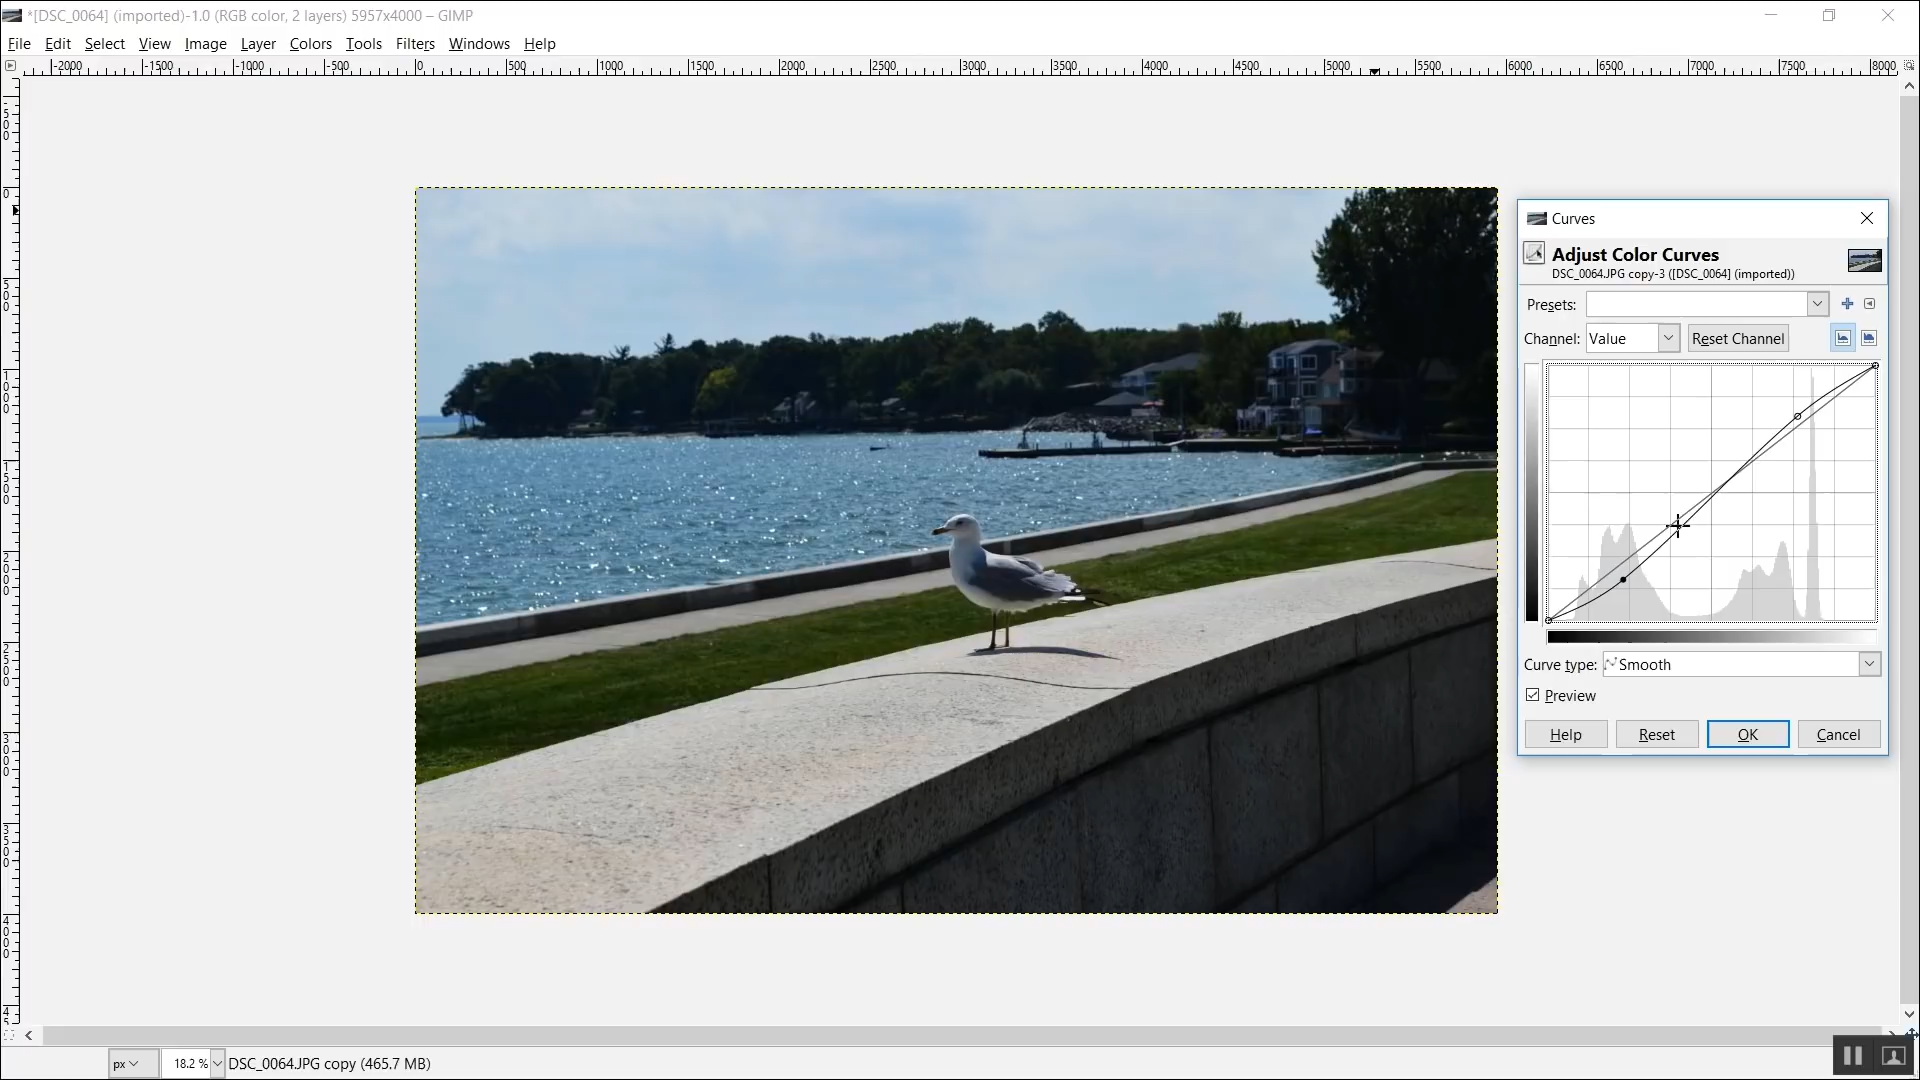 *[DSC_0064] (imported)-1.0 (RGB color, 2 layers) 5957x4000 – GIMP
File Edit Select View Image Layer Colors Tools Filters Windows Help
-2000 -1500 -1000 -500 0 500 1000 1500 2000 2500 3000 3500 4000 4500 5000 5500 6000 6500 7000 7500 8000
Curves
Adjust Color Curves
DSC_0064.JPG copy-3 ([DSC_0064] (imported))
Presets:
Channel: Value Reset Channel
Curve type: Smooth
Preview
Help Reset OK Cancel
px 18.2 % DSC_0064.JPG copy (465.7 MB)